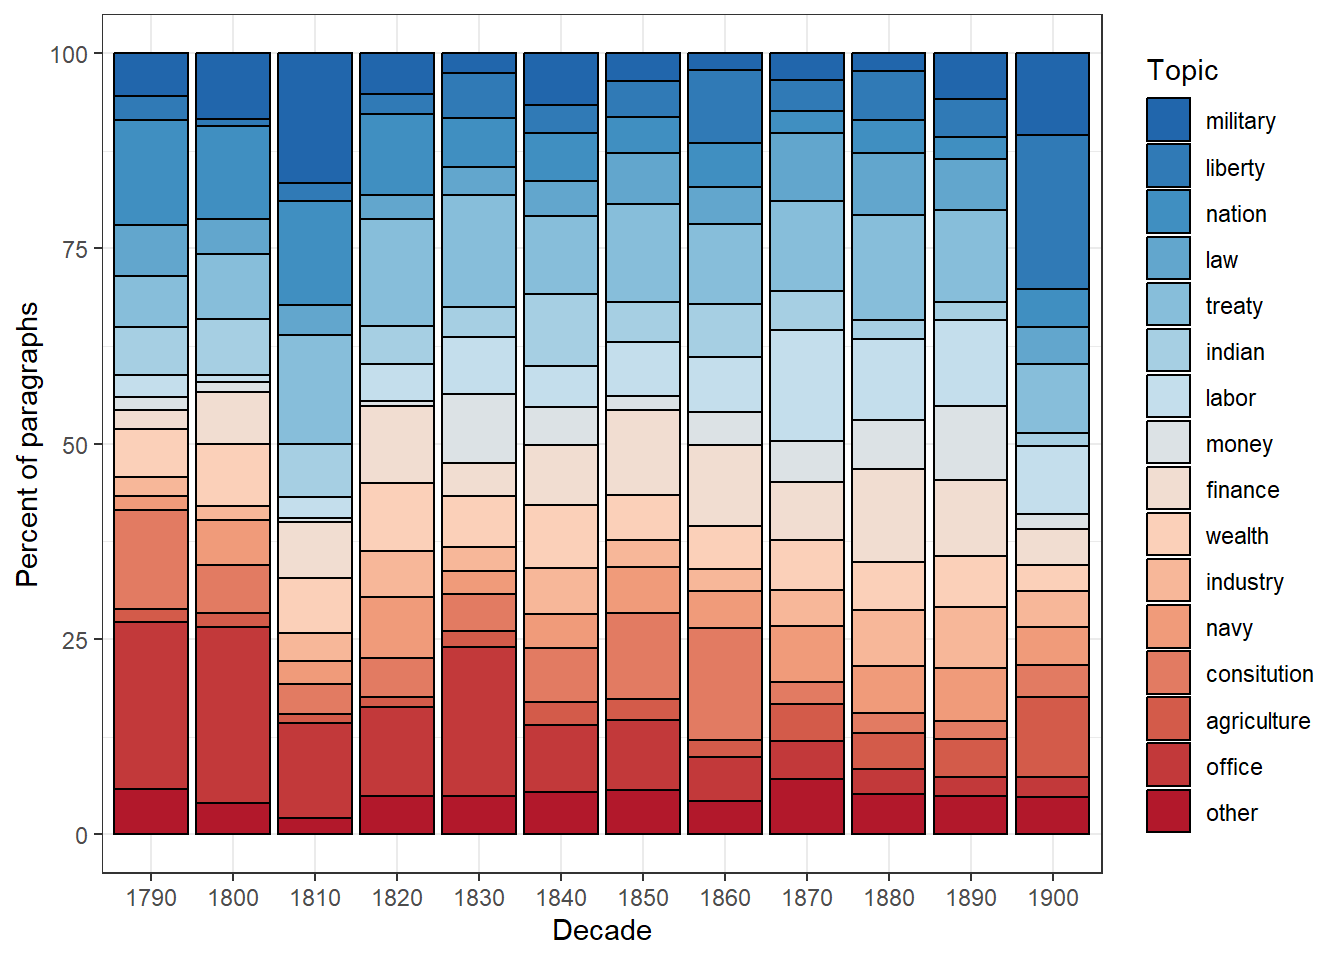 100
75
50
25
0
Percent of paragraphs
1790 1800 1810 1820 1830 1840 1850 1860 1870 1880 1890 1900
Decade
Topic
military
liberty
nation
law
treaty
indian
labor
money
finance
wealth
industry
navy
consitution
agriculture
office
other